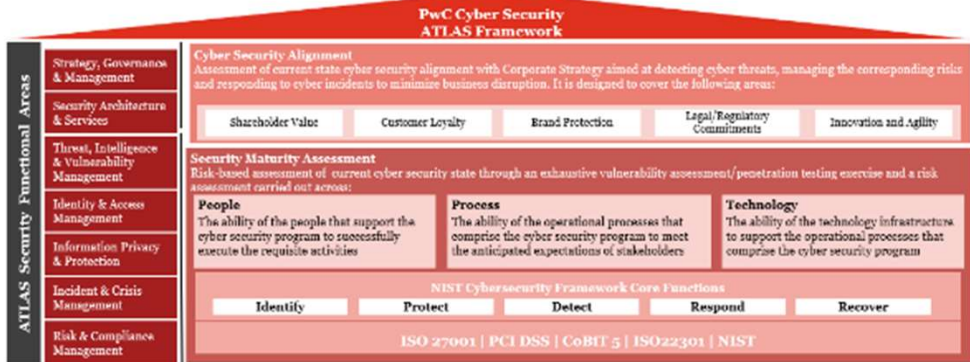 PwC Cyber Security
ATLAS Framework
ATLAS Security Functional Areas
Strategy, Governance
& Management
Security Architecture
& Services
Threat, Intelligence
& Vulnerability
Management
Identity & Access
Management
Information Privacy
& Protection
Incident & Crisis
Management
Risk & Compliance
Management
Cyber Security Alignment
Assessment of current state cyber security alignment with Corporate Strategy aimed at detecting cyber threats, managing the corresponding risks
and responding to cyber incidents to minimize business disruption. It is designed to cover the following areas:
Shareholder Value
Customer Loyalty
Brand Protection
Legal/Regulatory
Commitments
Innovation and Agility
Security Maturity Assessment
Risk-based assessment of current cyber security state through an exhaustive vulnerability assessment/penetration testing exercise and a risk
assessment carried out across:
People
The ability of the people that support the
cyber security program to successfully
execute the requisite activities
Process
The ability of the operational processes that
comprise the cyber security program to meet
the anticipated expectations of stakeholders
Technology
The ability of the technology infrastructure
to support the operational processes that
comprise the cyber security program
NIST Cybersecurity Framework Core Functions
Identify
Protect
Detect
Respond
Recover
ISO 27001 | PCI DSS | CoBIT 5 | ISO22301 | NIST